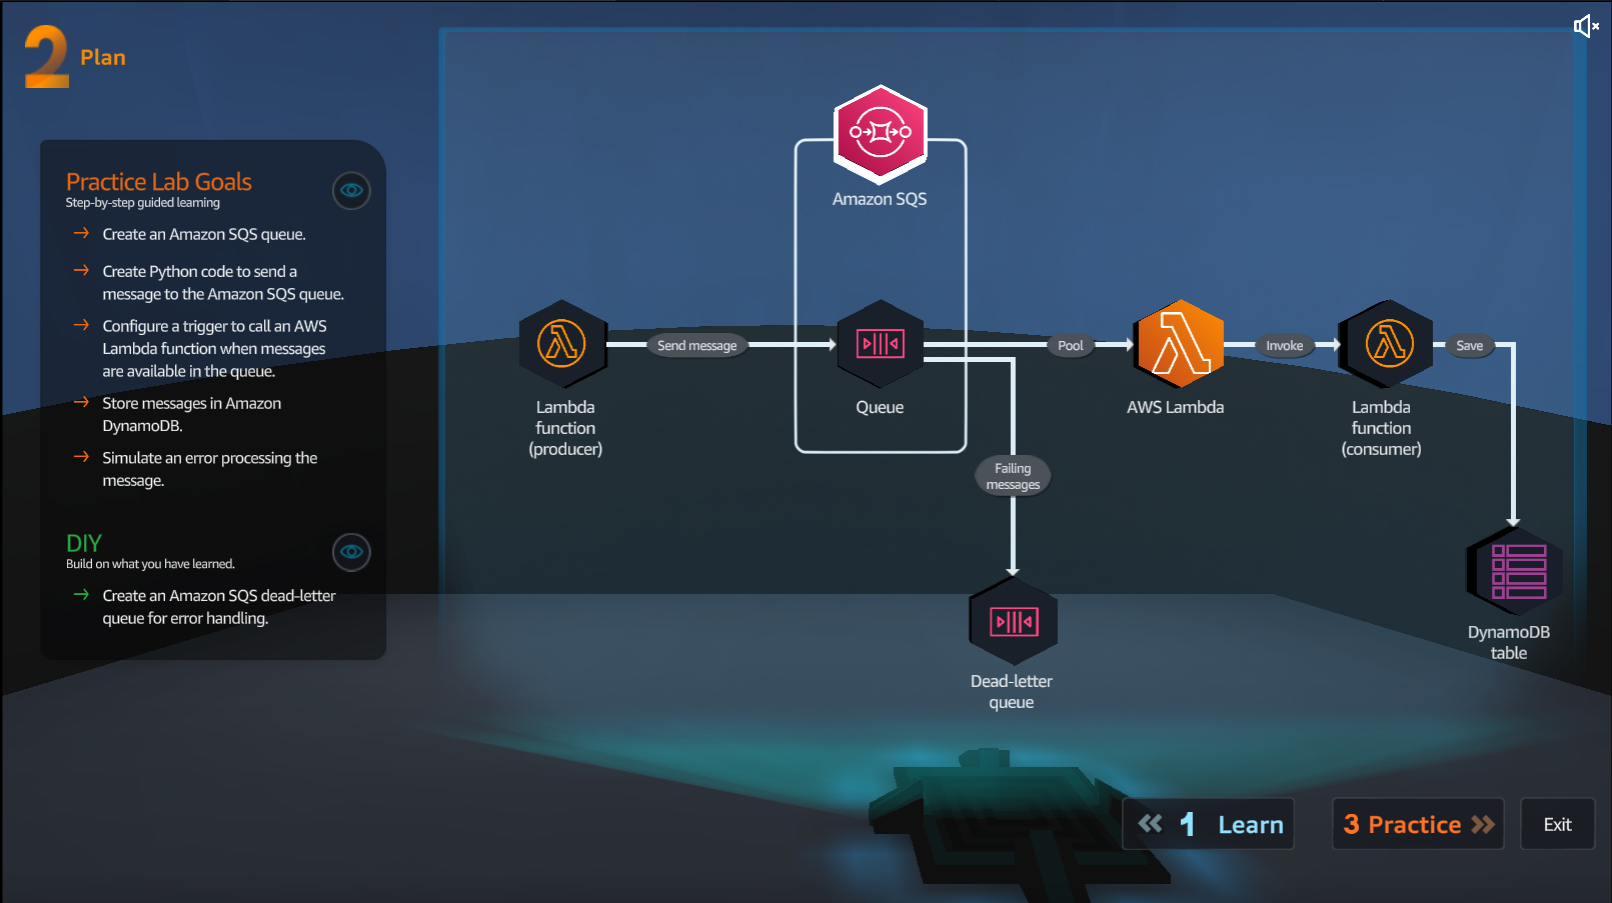 2 Plan
Practice Lab Goals
Step-by-step guided learning
→ Create an Amazon SQS queue.
→ Create Python code to send a
message to the Amazon SQS queue.
→ Configure a trigger to call an AWS
Lambda function when messages
are available in the queue.
→ Store messages in Amazon
DynamoDB.
→ Simulate an error processing the
message.
DIY
Build on what you have learned.
→ Create an Amazon SQS dead-letter
queue for error handling.
Amazon SQS
Lambda
function
(producer)
Send message
Queue
Pool
AWS Lambda
Invoke
Lambda
function
(consumer)
Save
Failing
messages
Dead-letter
queue
DynamoDB
table
1 Learn
3 Practice
Exit